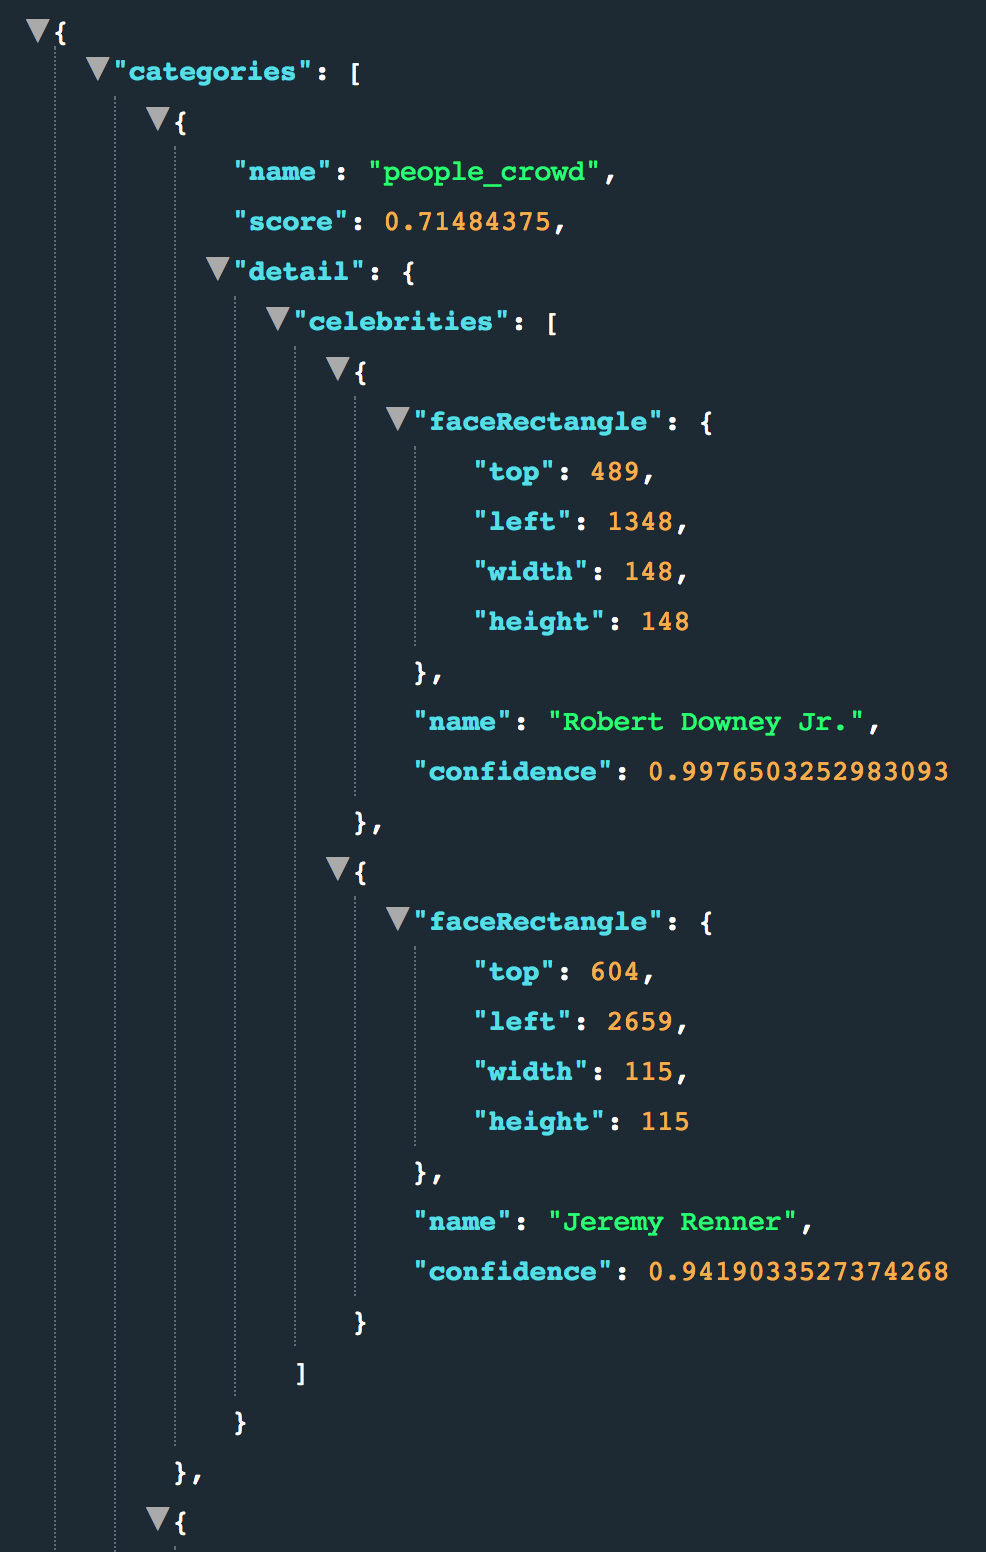 {
"categories": [
{
"name": "people_crowd",
"score": 0.71484375,
"detail": {
"celebrities": [
{
"faceRectangle": {
"top": 489,
"left": 1348,
"width": 148,
"height": 148
},
"name": "Robert Downey Jr.",
"confidence": 0.9976503252983093
},
{
"faceRectangle": {
"top": 604,
"left": 2659,
"width": 115,
"height": 115
},
"name": "Jeremy Renner",
"confidence": 0.9419033527374268
}
]
}
},
{